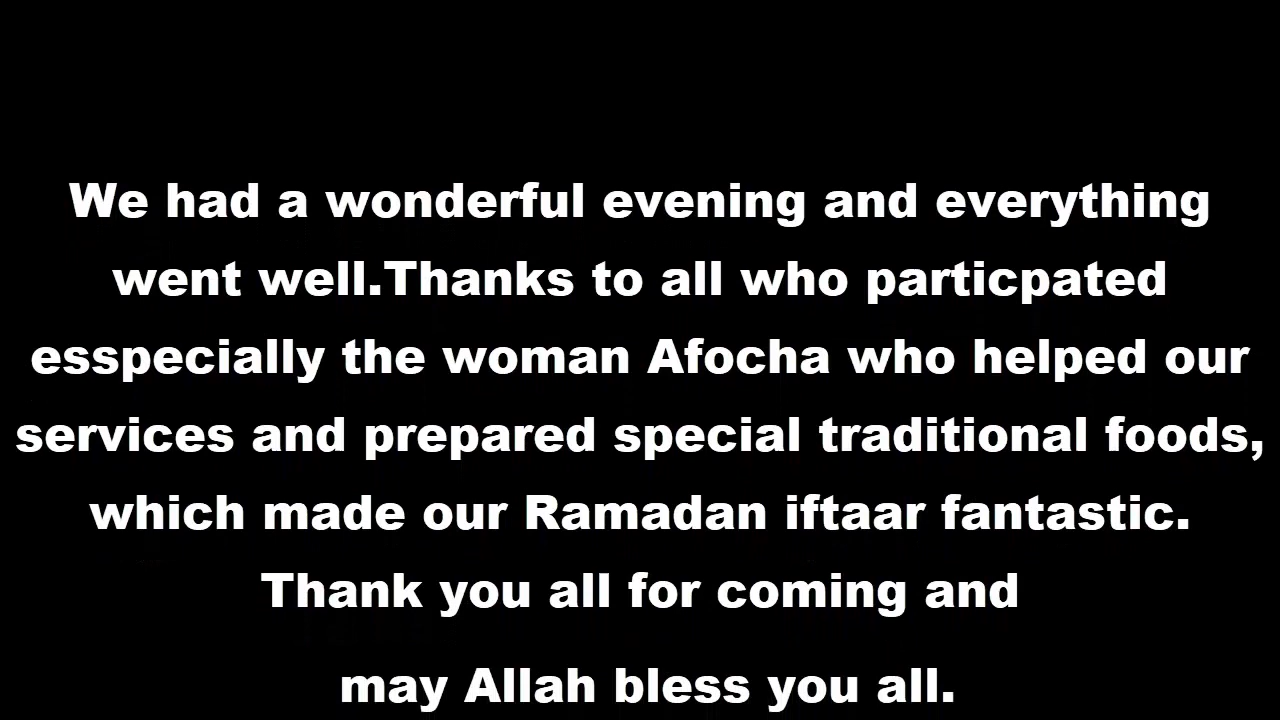 We had a wonderful evening and everything
went well.Thanks to all who particpated
esspecially the woman Afocha who helped our
services and prepared special traditional foods,
which made our Ramadan iftaar fantastic.
Thank you all for coming and
may Allah bless you all.